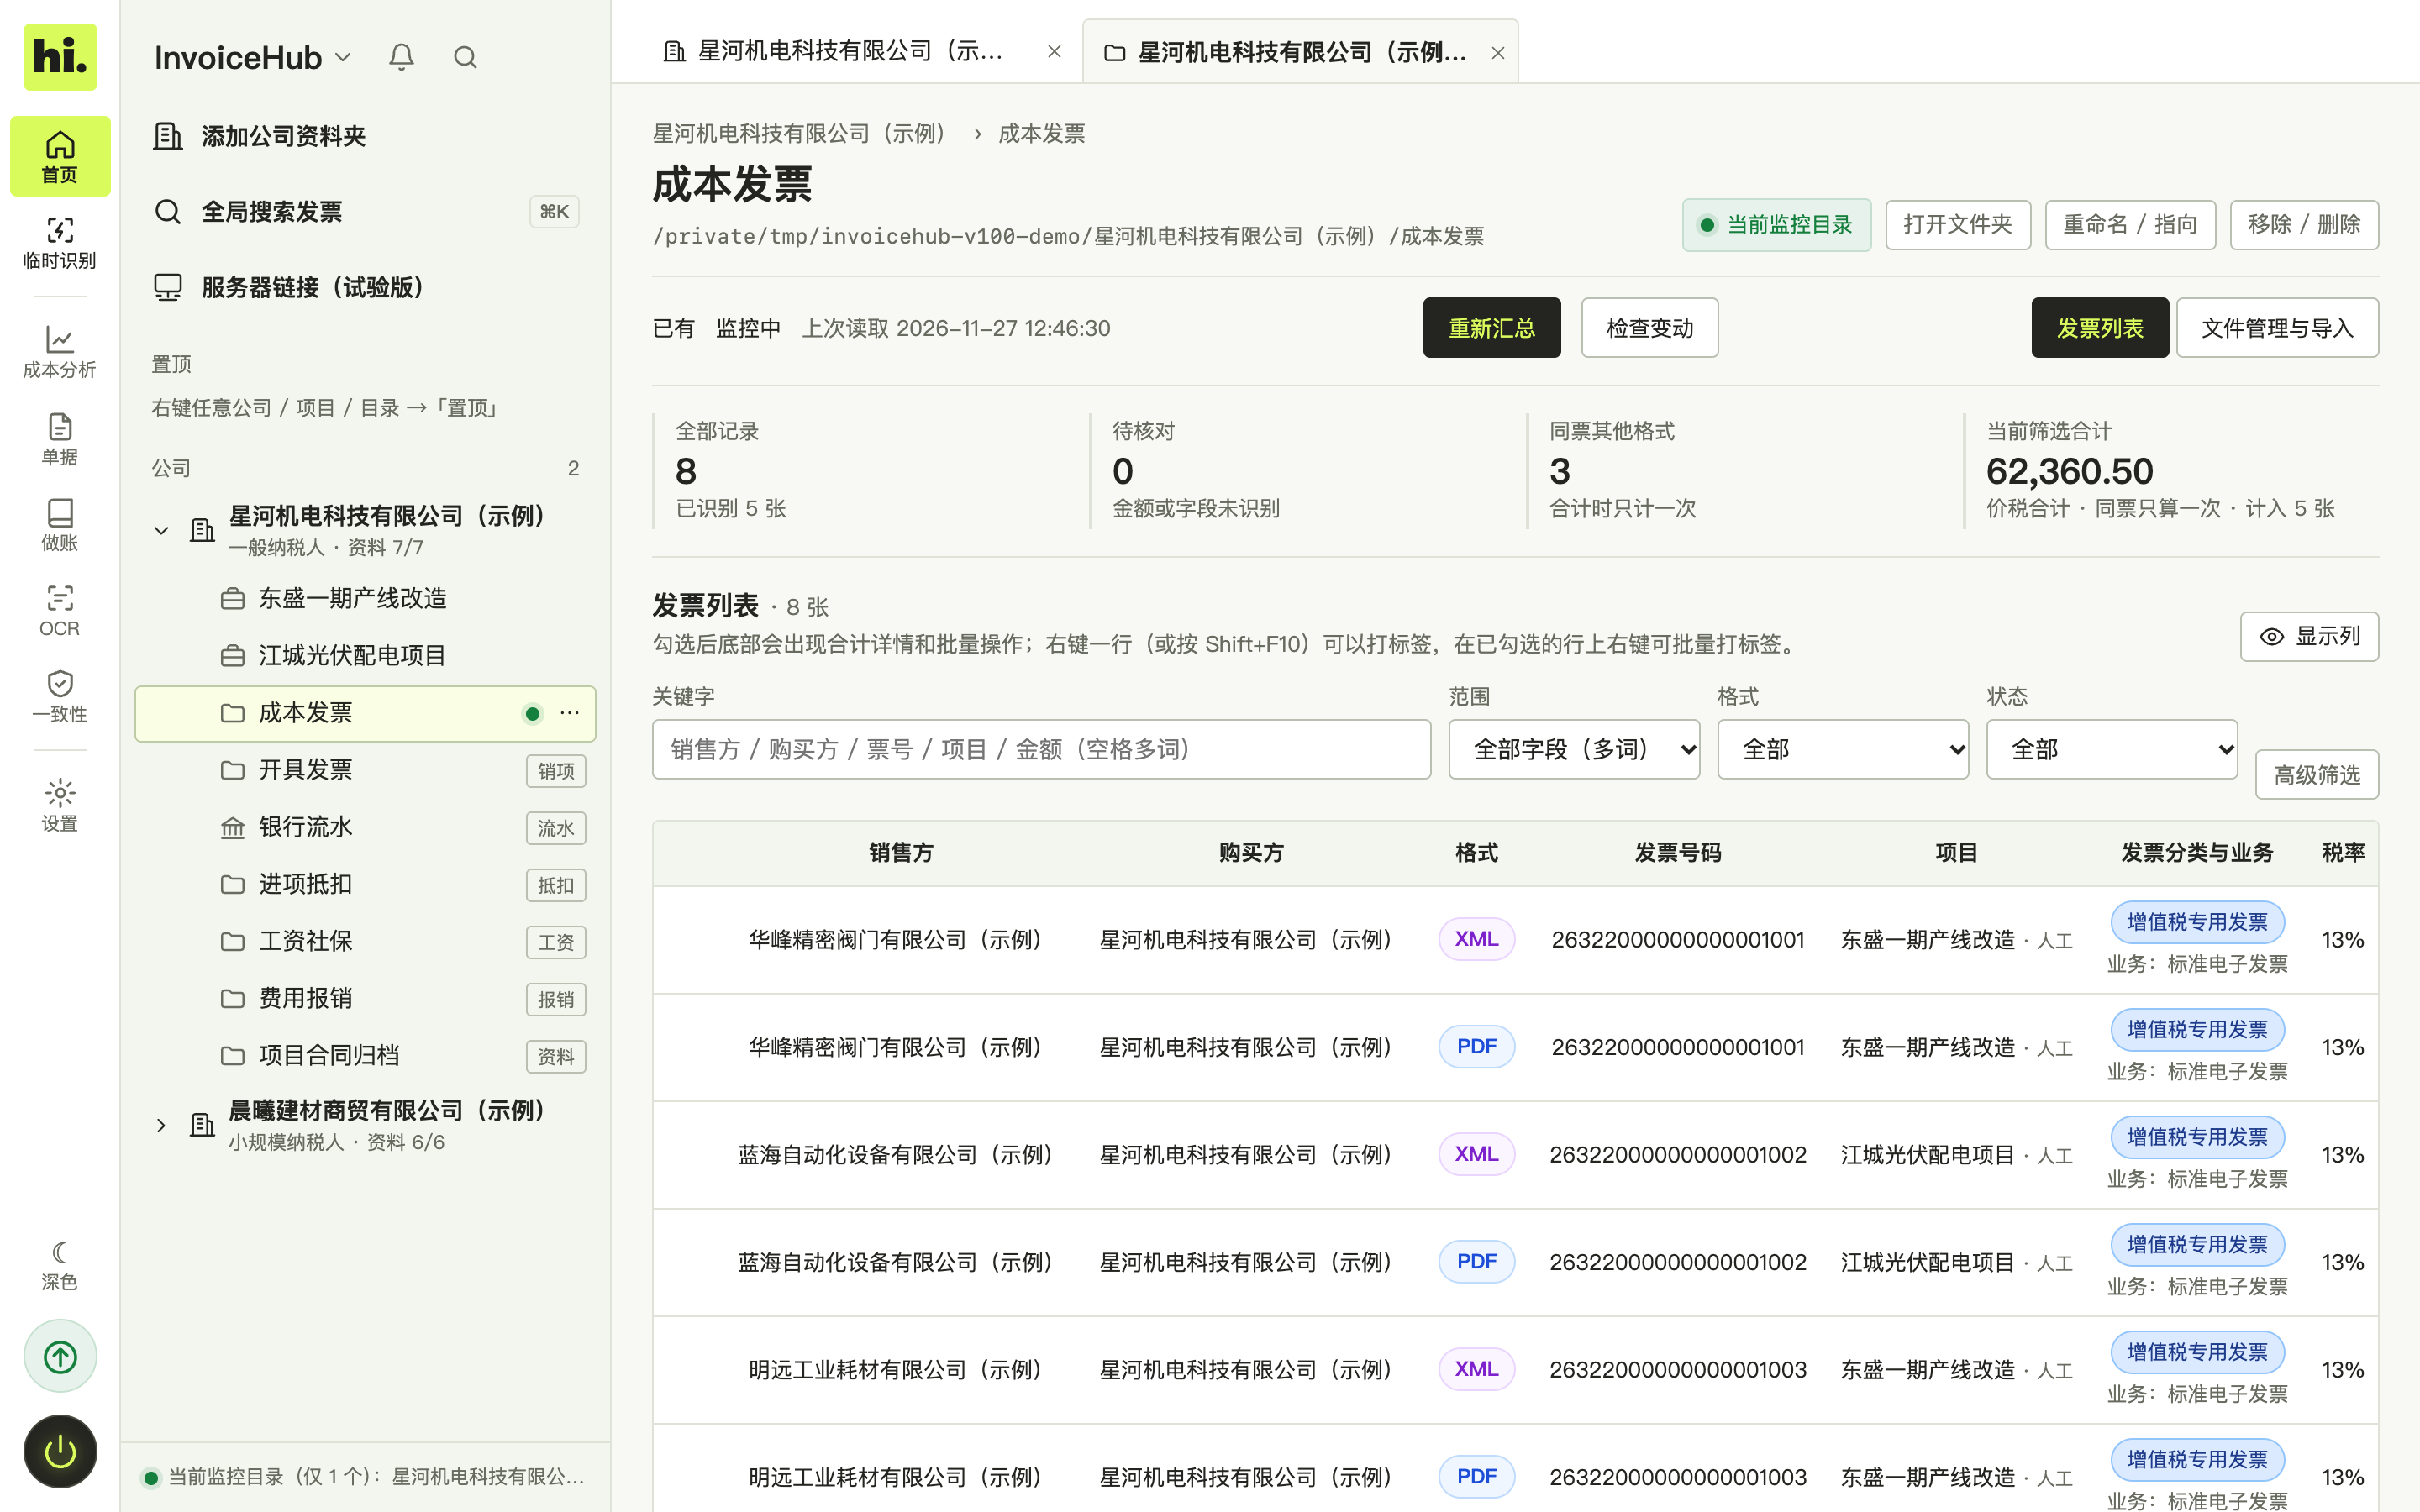 hi.
首页
临时识别
成本分析
单据
做账
OCR
一致性
设置
深色
InvoiceHub
添加公司资料夹
全局搜索发票 ⌘K
服务器链接（试验版）
置顶
右键任意公司 / 项目 / 目录 →「置顶」
公司 2
星河机电科技有限公司（示例）
一般纳税人 · 资料 7/7
东盛一期产线改造
江城光伏配电项目
成本发票 ···
开具发票 销项
银行流水 流水
进项抵扣 抵扣
工资社保 工资
费用报销 报销
项目合同归档 资料
晨曦建材商贸有限公司（示例）
小规模纳税人 · 资料 6/6
当前监控目录（仅 1 个）：星河机电科技有限公...
星河机电科技有限公司（示... ×
星河机电科技有限公司（示例... ×
星河机电科技有限公司（示例） › 成本发票
成本发票
/private/tmp/invoicehub-v100-demo/星河机电科技有限公司（示例）/成本发票
当前监控目录 打开文件夹 重命名 / 指向 移除 / 删除
已有 监控中 上次读取 2026-11-27 12:46:30 重新汇总 检查变动 发票列表 文件管理与导入
全部记录
8
已识别 5 张
待核对
0
金额或字段未识别
同票其他格式
3
合计时只计一次
当前筛选合计
62,360.50
价税合计 · 同票只算一次 · 计入 5 张
发票列表 · 8 张
勾选后底部会出现合计详情和批量操作；右键一行（或按 Shift+F10）可以打标签，在已勾选的行上右键可批量打标签。
显示列
关键字 范围 格式 状态
销售方 / 购买方 / 票号 / 项目 / 金额（空格多词） 全部字段（多词） 全部 全部 高级筛选
销售方 购买方 格式 发票号码 项目 发票分类与业务 税率
华峰精密阀门有限公司（示例） 星河机电科技有限公司（示例） XML 26322000000000001001 东盛一期产线改造 · 人工 增值税专用发票 13%
业务：标准电子发票
华峰精密阀门有限公司（示例） 星河机电科技有限公司（示例） PDF 26322000000000001001 东盛一期产线改造 · 人工 增值税专用发票 13%
业务：标准电子发票
蓝海自动化设备有限公司（示例） 星河机电科技有限公司（示例） XML 26322000000000001002 江城光伏配电项目 · 人工 增值税专用发票 13%
业务：标准电子发票
蓝海自动化设备有限公司（示例） 星河机电科技有限公司（示例） PDF 26322000000000001002 江城光伏配电项目 · 人工 增值税专用发票 13%
业务：标准电子发票
明远工业耗材有限公司（示例） 星河机电科技有限公司（示例） XML 26322000000000001003 东盛一期产线改造 · 人工 增值税专用发票 13%
业务：标准电子发票
明远工业耗材有限公司（示例） 星河机电科技有限公司（示例） PDF 26322000000000001003 东盛一期产线改造 · 人工 增值税专用发票 13%
业务：标准电子发票